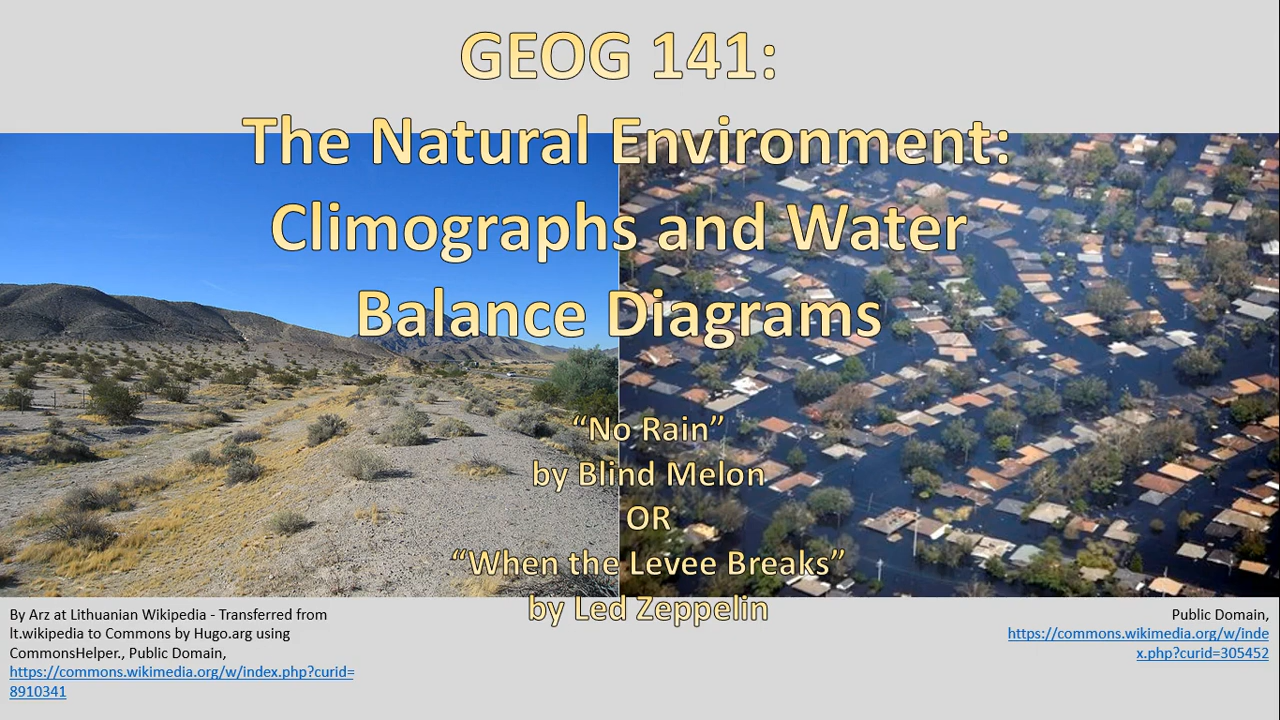 GEOG 141:
The Natural Environment:
Climographs and Water
Balance Diagrams
“No Rain”
by Blind Melon
OR
“When the Levee Breaks”
by Led Zeppelin
By Arz at Lithuanian Wikipedia - Transferred from
lt.wikipedia to Commons by Hugo.arg using
CommonsHelper., Public Domain,
https://commons.wikimedia.org/w/index.php?curid=
8910341
Public Domain,
https://commons.wikimedia.org/w/inde
x.php?curid=305452